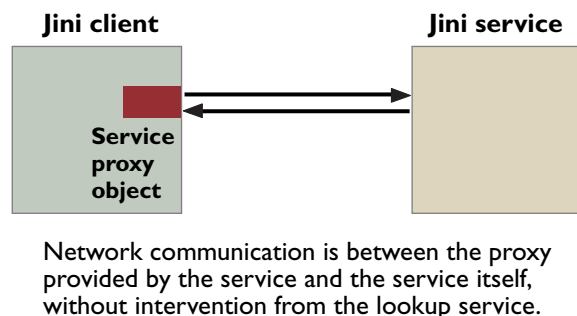 Jini client
Jini service
Service
proxy
object
Network communication is between the proxy
provided by the service and the service itself,
without intervention from the lookup service.